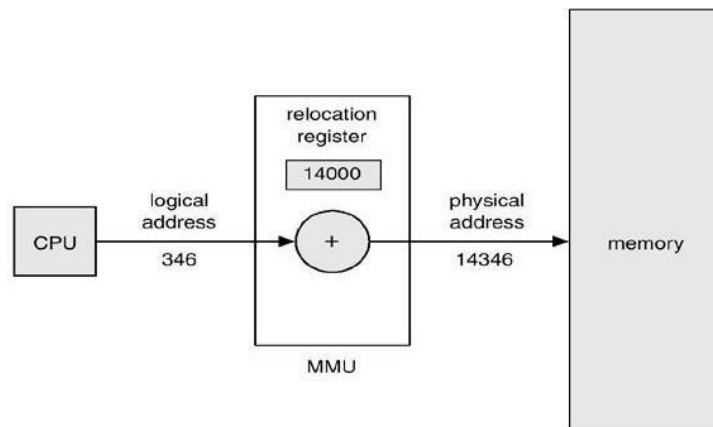 relocation
register
14000
logical
address
physical
address
CPU
+
memory
346
14346
MMU